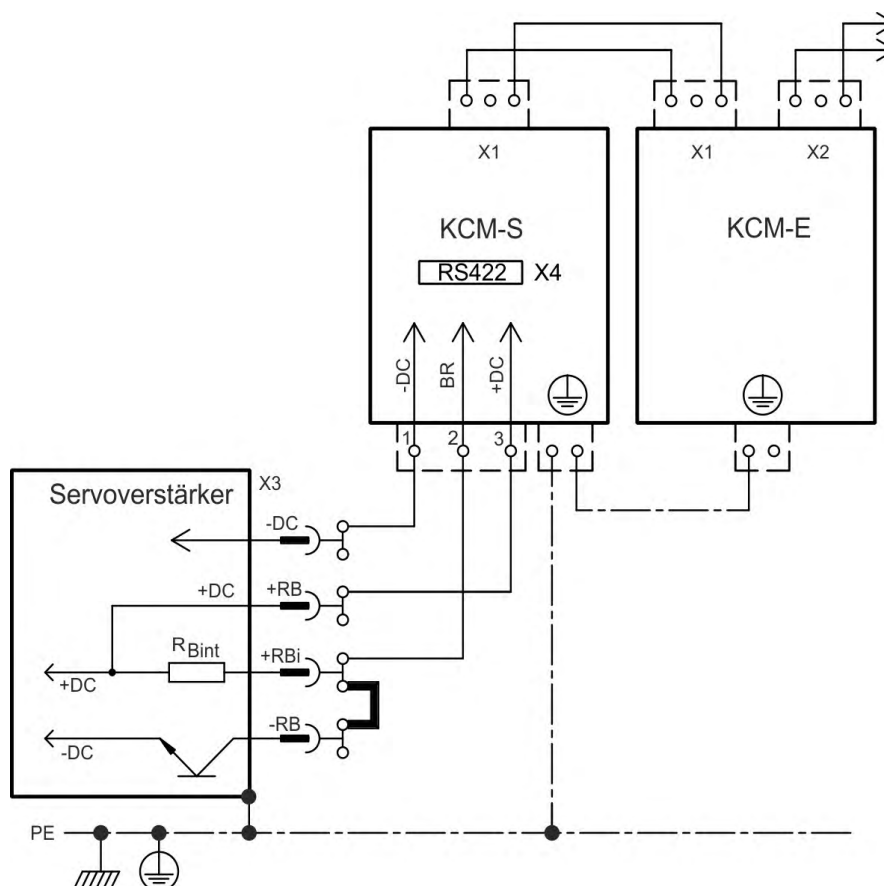 X1
X1 X2
KCM-S
KCM-E
RS422 X4
-DC
BR
+DC
1 2 3
Servoverstärker
X3
-DC
+DC
+RB
RBint
+RBi
+DC
-RB
-DC
PE